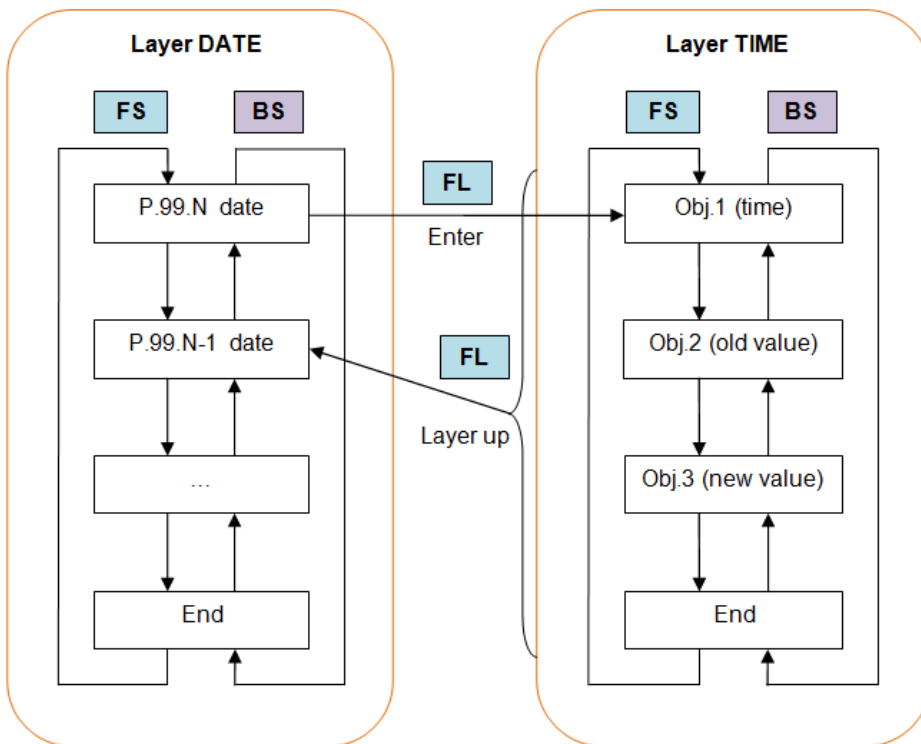 Layer DATE
FS
BS
P.99.N date
P.99.N-1 date
...
End
FL
Enter
FL
Layer up
Layer TIME
FS
BS
Obj.1 (time)
Obj.2 (old value)
Obj.3 (new value)
End